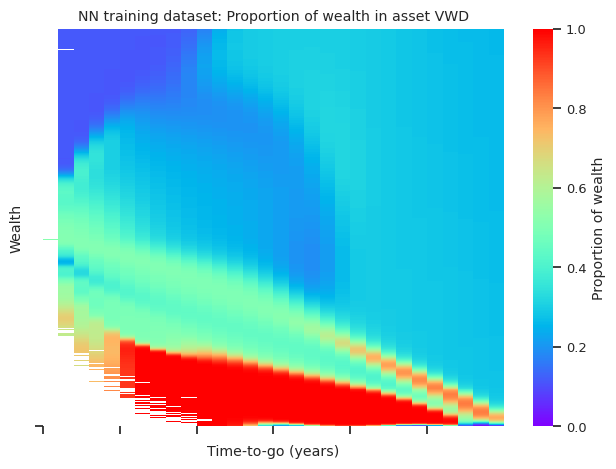 NN training dataset: Proportion of wealth in asset VWD
Wealth
Time-to-go (years)
1.0
0.8
0.6
0.4
0.2
0.0
Proportion of wealth